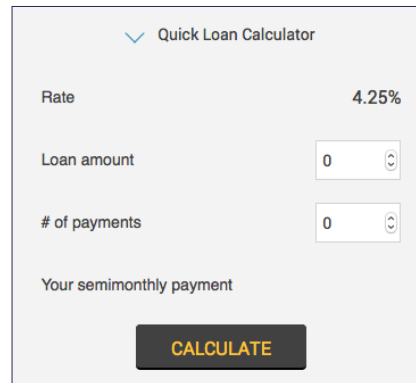 Quick Loan Calculator
Rate 4.25%
Loan amount 0
# of payments 0
Your semimonthly payment
CALCULATE